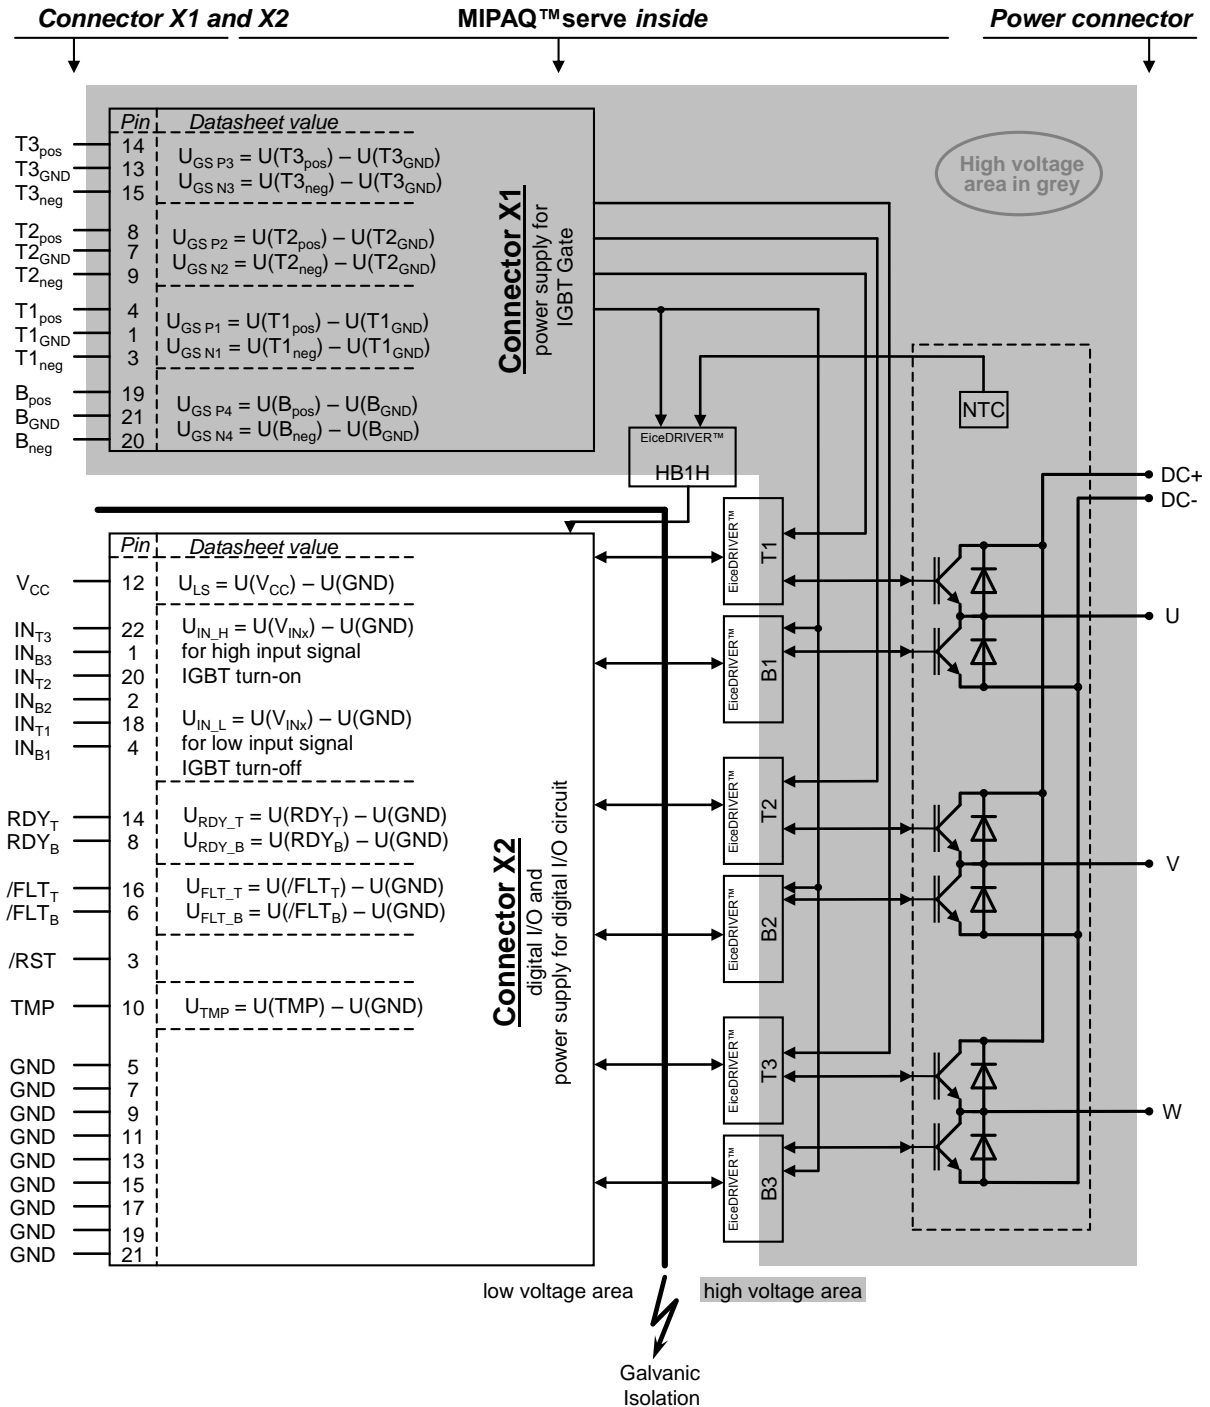 Connector X1 and X2
MIPAQ™serve inside
Power connector
Pin Datasheet value
T3pos 14
T3GND 13
T3neg 15
UGS P3 = U(T3pos) – U(T3GND)
UGS N3 = U(T3neg) – U(T3GND)
T2pos 8
T2GND 7
T2neg 9
UGS P2 = U(T2pos) – U(T2GND)
UGS N2 = U(T2neg) – U(T2GND)
T1pos 4
T1GND 1
T1neg 3
UGS P1 = U(T1pos) – U(T1GND)
UGS N1 = U(T1neg) – U(T1GND)
Bpos 19
BGND 21
Bneg 20
UGS P4 = U(Bpos) – U(BGND)
UGS N4 = U(Bneg) – U(BGND)
Connector X1
power supply for
IGBT Gate
High voltage
area in grey
NTC
EiceDRIVER™
HB1H
DC+
DC-
Pin Datasheet value
VCC 12 ULS = U(VCC) – U(GND)
INT3 22
INB3 1
INT2 20
INB2 2
INT1 18
INB1 4
UIN_H = U(VINx) – U(GND)
for high input signal
IGBT turn-on
UIN_L = U(VINx) – U(GND)
for low input signal
IGBT turn-off
RDYT 14 URDY_T = U(RDYT) – U(GND)
RDYB 8 URDY_B = U(RDYB) – U(GND)
/FLTT 16 UFLT_T = U(/FLTT) – U(GND)
/FLTB 6 UFLT_B = U(/FLTB) – U(GND)
/RST 3
TMP 10 UTMP = U(TMP) – U(GND)
GND 5
GND 7
GND 9
GND 11
GND 13
GND 15
GND 17
GND 19
GND 21
Connector X2
digital I/O and
power supply for digital I/O circuit
EiceDRIVER™
T1
EiceDRIVER™
B1
EiceDRIVER™
T2
EiceDRIVER™
B2
EiceDRIVER™
T3
EiceDRIVER™
B3
U
V
W
low voltage area
high voltage area
Galvanic
Isolation